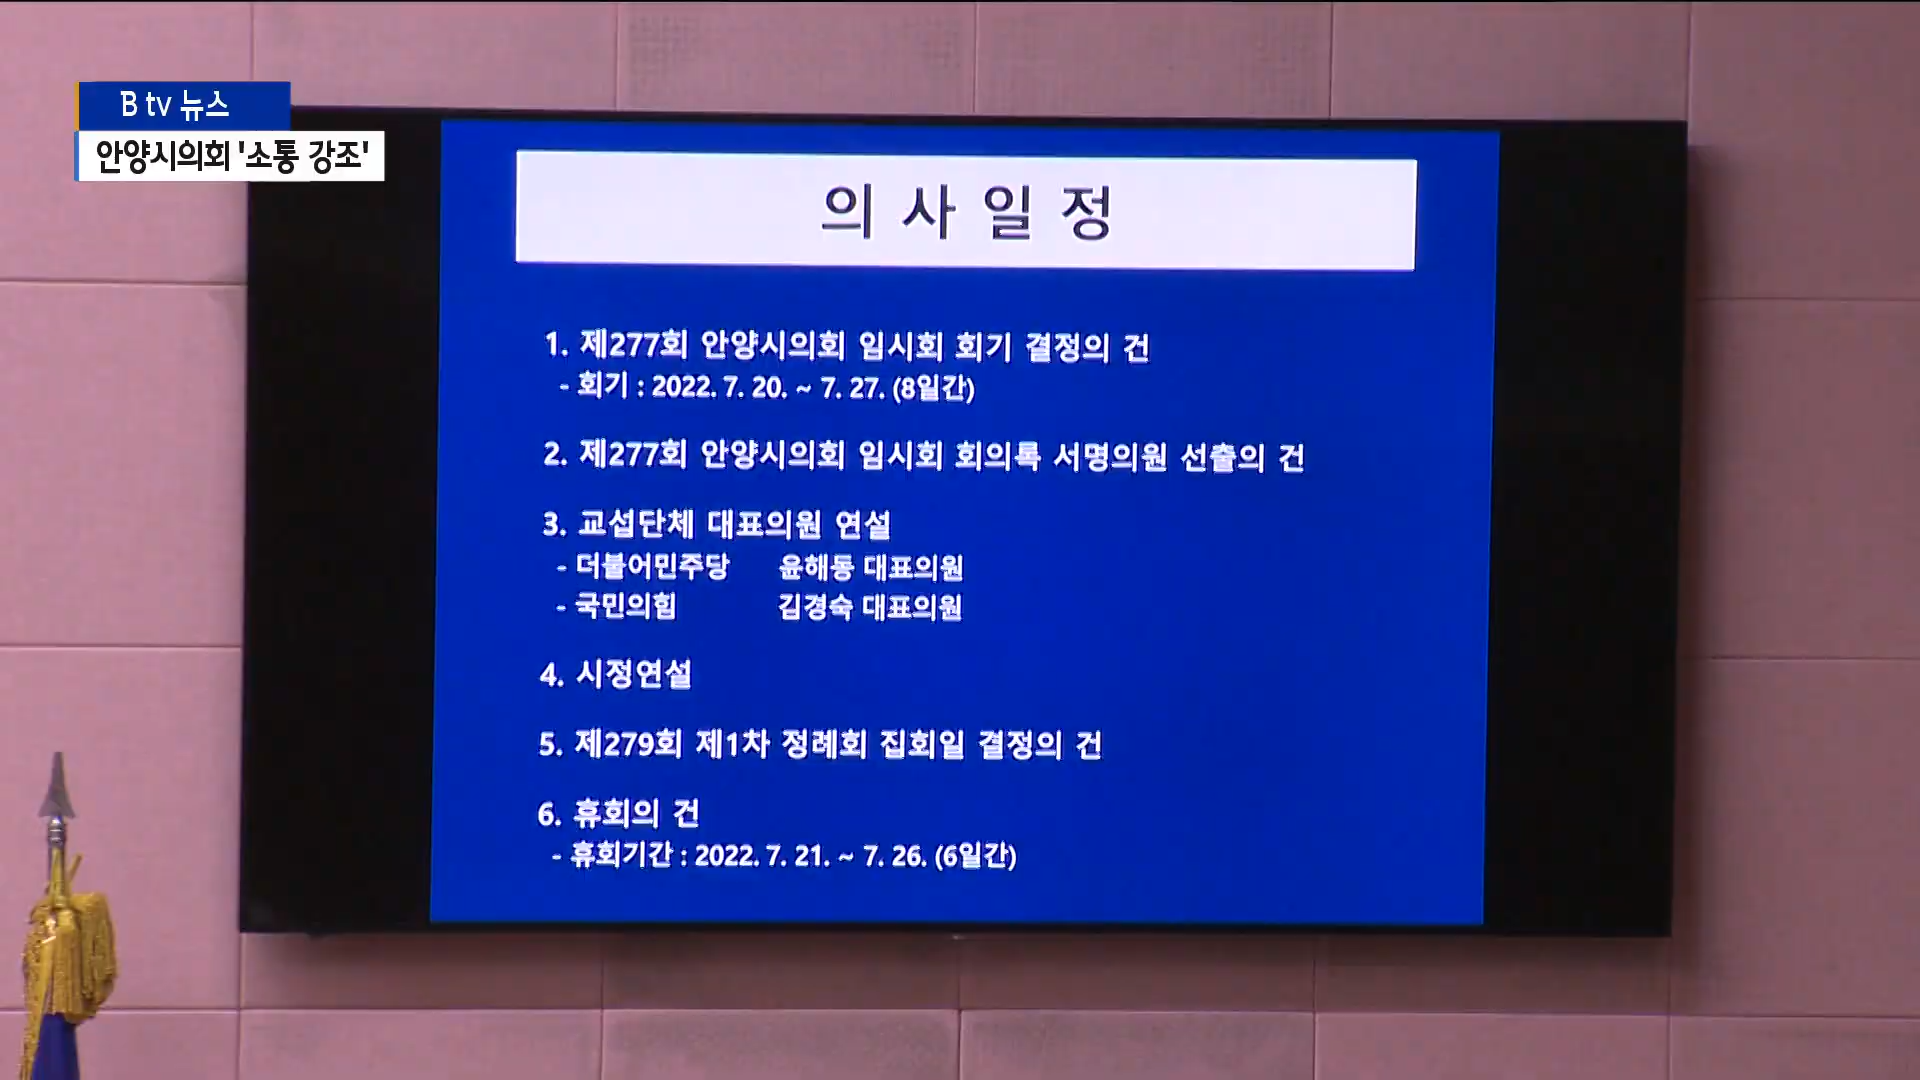 B tv 뉴스
안양시의회 '소통 강조'
의 사 일 정
1. 제277회 안양시의회 임시회 회기 결정의 건
- 회기 : 2022. 7. 20. ~ 7. 27. (8일간)
2. 제277회 안양시의회 임시회 회의록 서명의원 선출의 건
3. 교섭단체 대표의원 연설
- 더불어민주당 윤해동 대표의원
- 국민의힘 김경숙 대표의원
4. 시정연설
5. 제279회 제1차 정례회 집회일 결정의 건
6. 휴회의 건
- 휴회기간 : 2022. 7. 21. ~ 7. 26. (6일간)